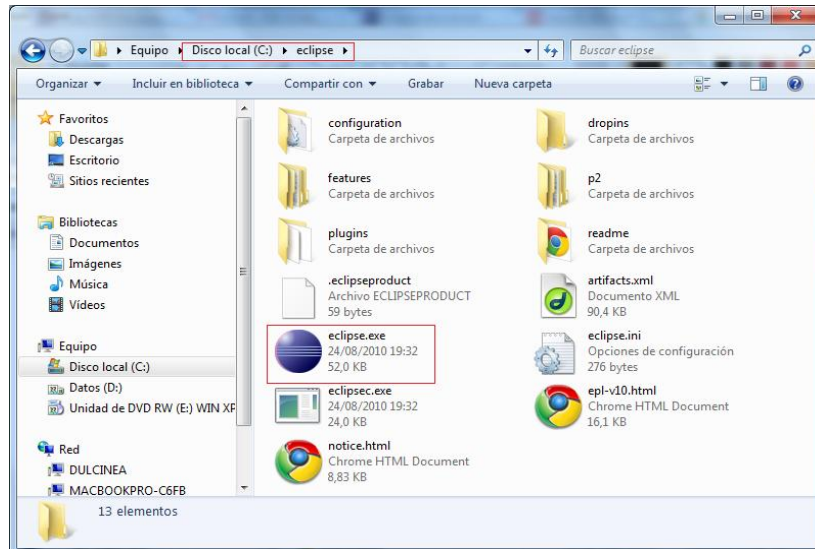 Equipo Disco local (C:) eclipse
Buscar eclipse
Organizar Incluir en biblioteca Compartir con Grabar Nueva carpeta
Favoritos
Descargas
Escritorio
Sitios recientes
Bibliotecas
Documentos
Imágenes
Música
Vídeos
Equipo
Disco local (C:)
Datos (D:)
Unidad de DVD RW (E:) WIN XP
Red
DULCINEA
MACBOOKPRO-C6FB
configuration
Carpeta de archivos
dropins
Carpeta de archivos
features
Carpeta de archivos
p2
Carpeta de archivos
plugins
Carpeta de archivos
readme
Carpeta de archivos
.eclipseproduct
Archivo ECLIPSEPRODUCT
59 bytes
artifacts.xml
Documento XML
90,4 KB
eclipse.exe
24/08/2010 19:32
52,0 KB
eclipse.ini
Opciones de configuración
276 bytes
eclipsec.exe
24/08/2010 19:32
24,0 KB
epl-v10.html
Chrome HTML Document
16,1 KB
notice.html
Chrome HTML Document
8,83 KB
13 elementos